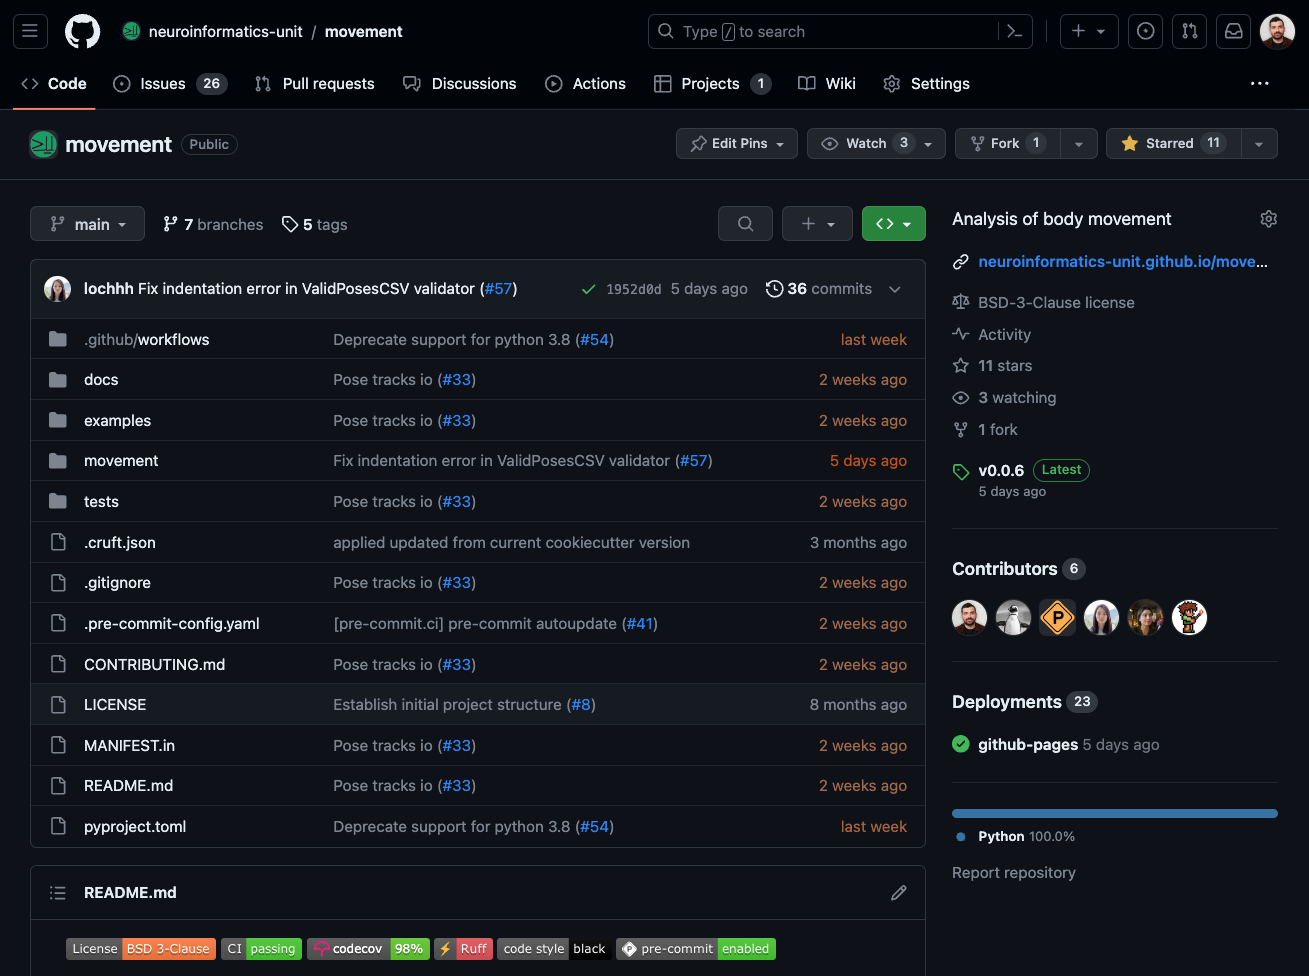 neuroinformatics-unit / movement
Type / to search
Code Issues 26 Pull requests Discussions Actions Projects 1 Wiki Settings
movement Public
Edit Pins Watch 3 Fork 1 Starred 11
main 7 branches 5 tags
lochhh Fix indentation error in ValidPosesCSV validator (#57) 1952d0d 5 days ago 36 commits
.github/workflows Deprecate support for python 3.8 (#54) last week
docs Pose tracks io (#33) 2 weeks ago
examples Pose tracks io (#33) 2 weeks ago
movement Fix indentation error in ValidPosesCSV validator (#57) 5 days ago
tests Pose tracks io (#33) 2 weeks ago
.cruft.json applied updated from current cookiecutter version 3 months ago
.gitignore Pose tracks io (#33) 2 weeks ago
.pre-commit-config.yaml [pre-commit.ci] pre-commit autoupdate (#41) 2 weeks ago
CONTRIBUTING.md Pose tracks io (#33) 2 weeks ago
LICENSE Establish initial project structure (#8) 8 months ago
MANIFEST.in Pose tracks io (#33) 2 weeks ago
README.md Pose tracks io (#33) 2 weeks ago
pyproject.toml Deprecate support for python 3.8 (#54) last week
README.md
License BSD 3-Clause CI passing codecov 98% Ruff code style black pre-commit enabled
Analysis of body movement
neuroinformatics-unit.github.io/move...
BSD-3-Clause license
Activity
11 stars
3 watching
1 fork
v0.0.6 Latest
5 days ago
Contributors 6
P
Deployments 23
github-pages 5 days ago
Python 100.0%
Report repository